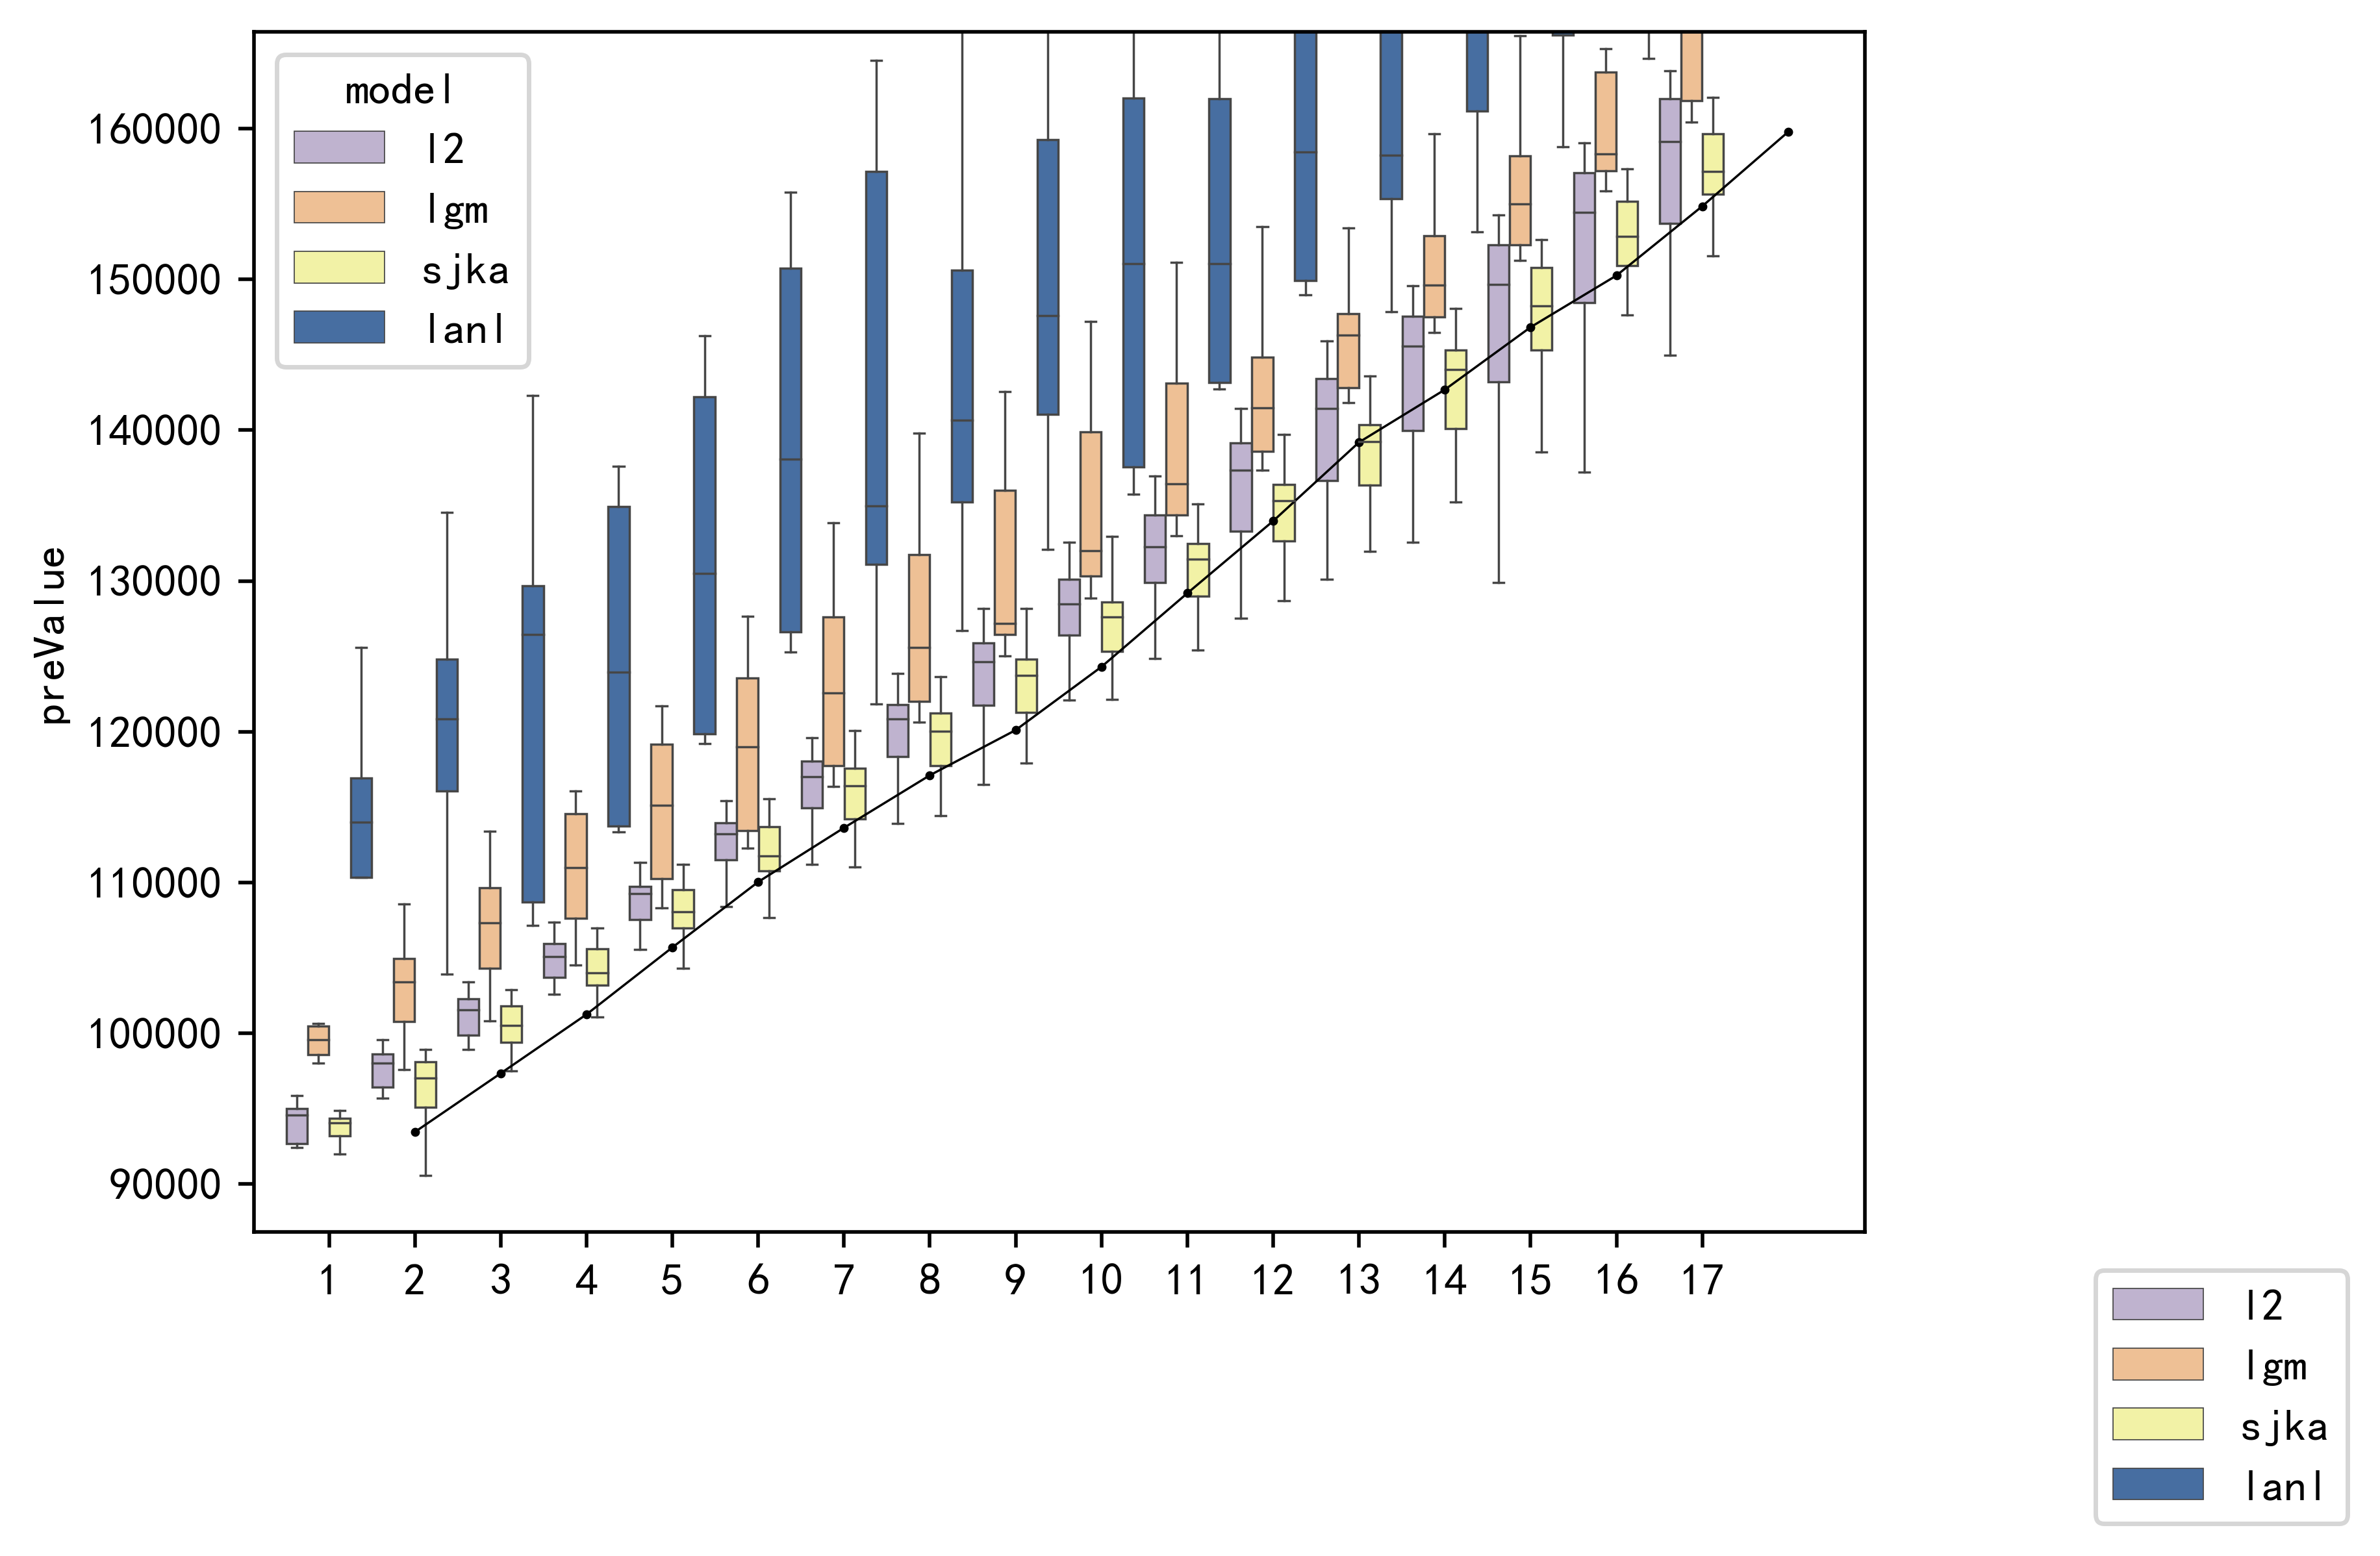 model
l2
lgm
sjka
lanl
160000
150000
140000
130000
120000
110000
100000
90000
preValue
1 2 3 4 5 6 7 8 9 10 11 12 13 14 15 16 17
l2
lgm
sjka
lanl